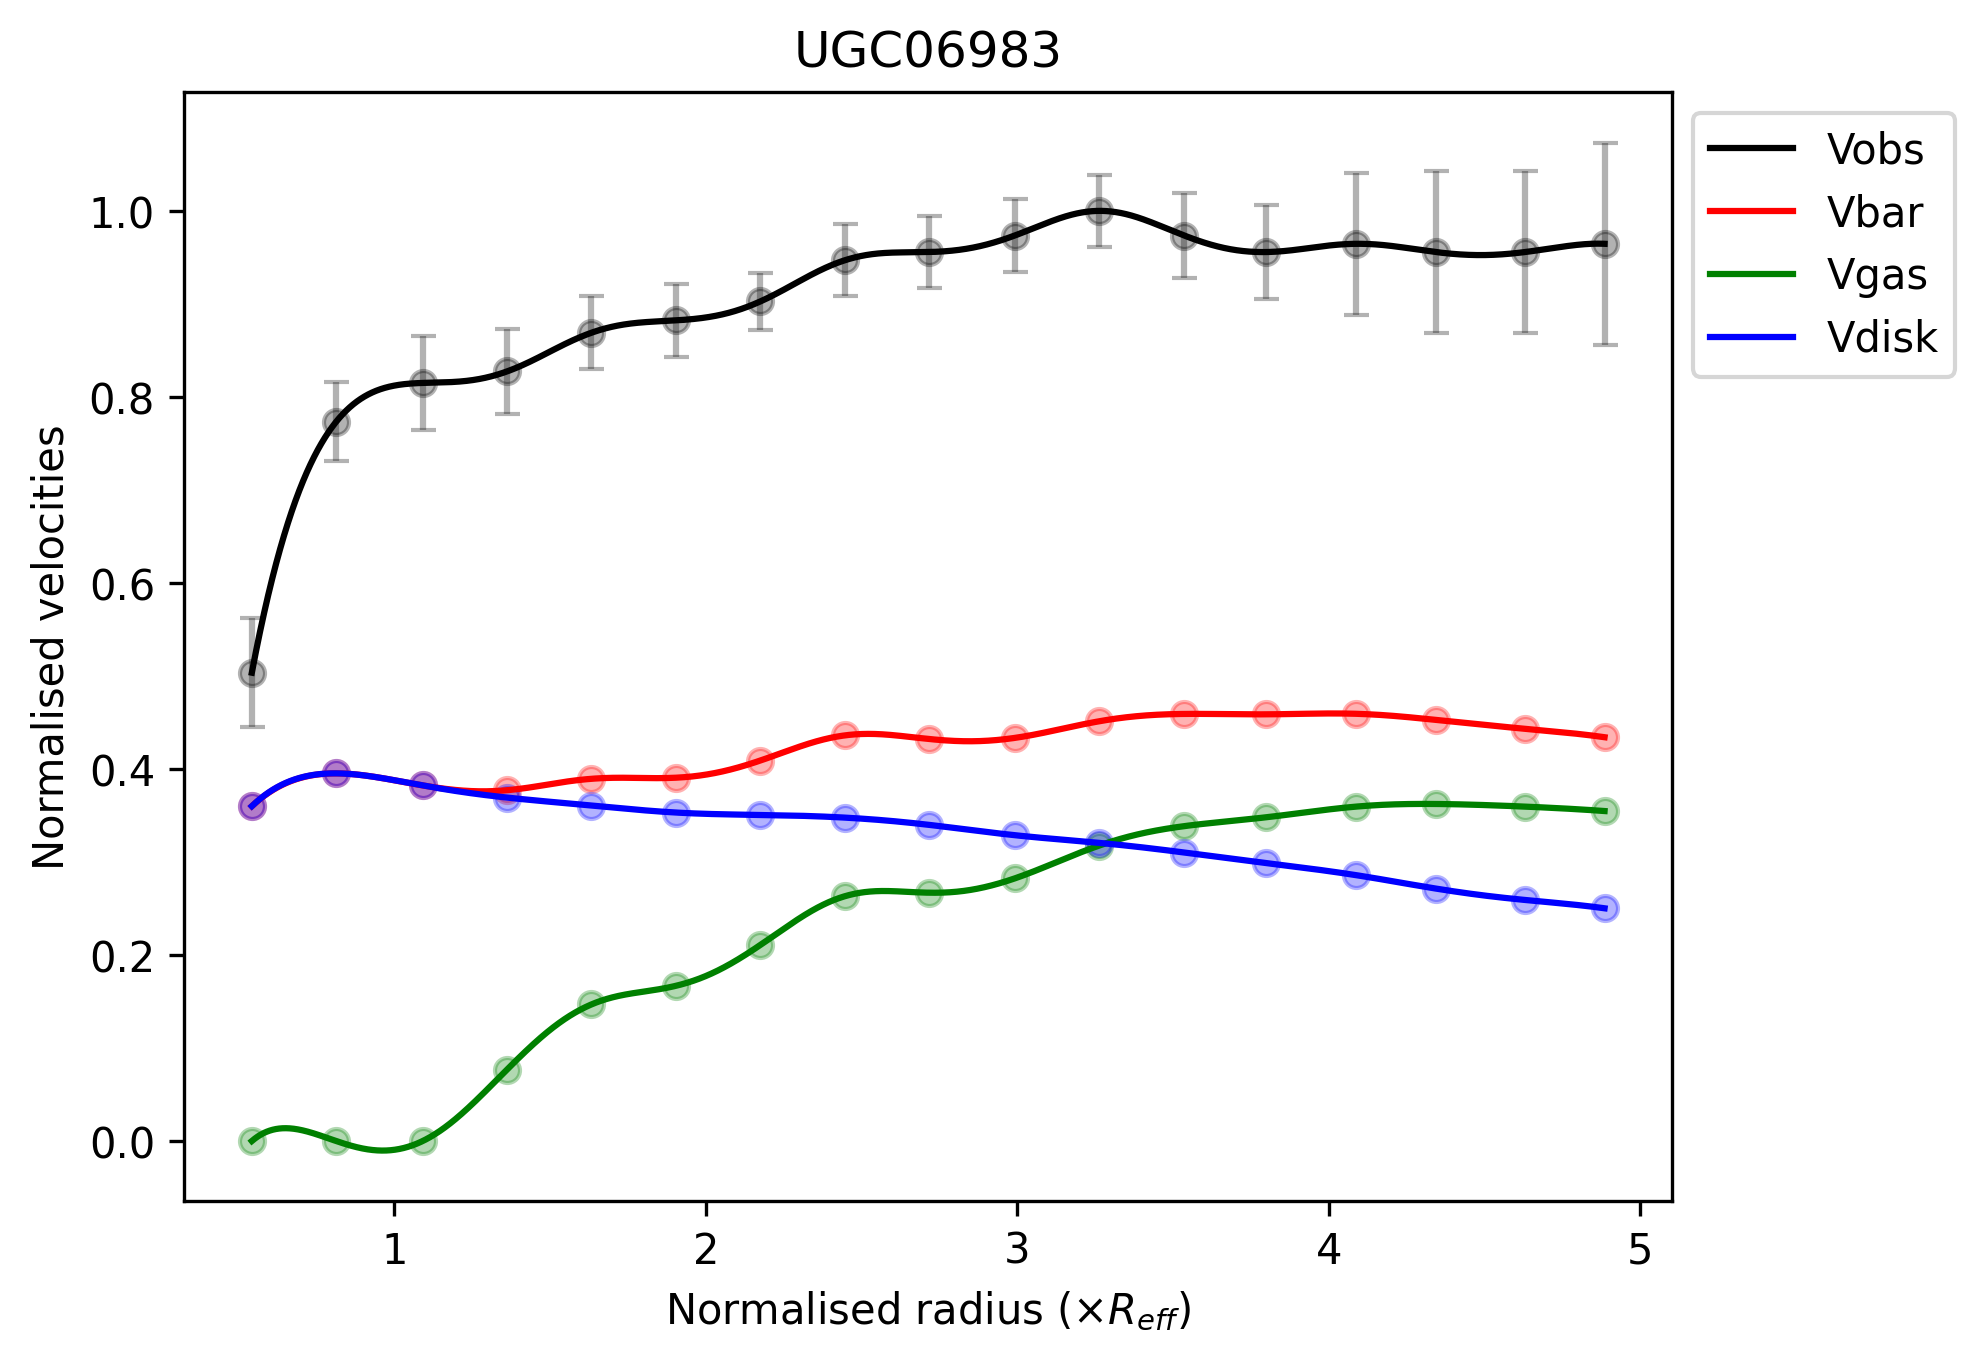 UGC06983
Normalised velocities
1.0
0.8
0.6
0.4
0.2
0.0
1 2 3 4 5
Normalised radius (×R_eff)
Vobs
Vbar
Vgas
Vdisk